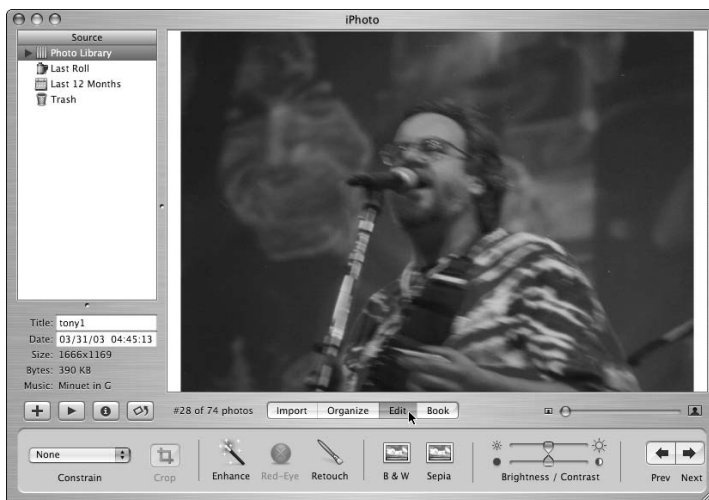 iPhoto
Source
Photo Library
Last Roll
Last 12 Months
Trash
Title: tony1
Date: 03/31/03 04:45:13
Size: 1666x1169
Bytes: 390 KB
Music: Minuet in G
#28 of 74 photos
Import Organize Edit Book
None
Constrain
Crop
Enhance
Red-Eye
Retouch
B & W
Sepia
Brightness / Contrast
Prev
Next